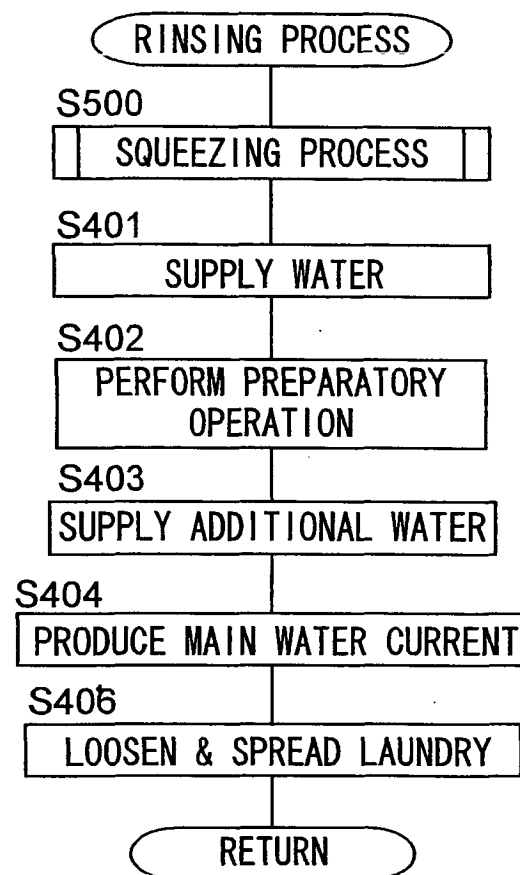 RINSING PROCESS
S500
SQUEEZING PROCESS
S401
SUPPLY WATER
S402
PERFORM PREPARATORY
OPERATION
S403
SUPPLY ADDITIONAL WATER
S404
PRODUCE MAIN WATER CURRENT
S406
LOOSEN & SPREAD LAUNDRY
RETURN